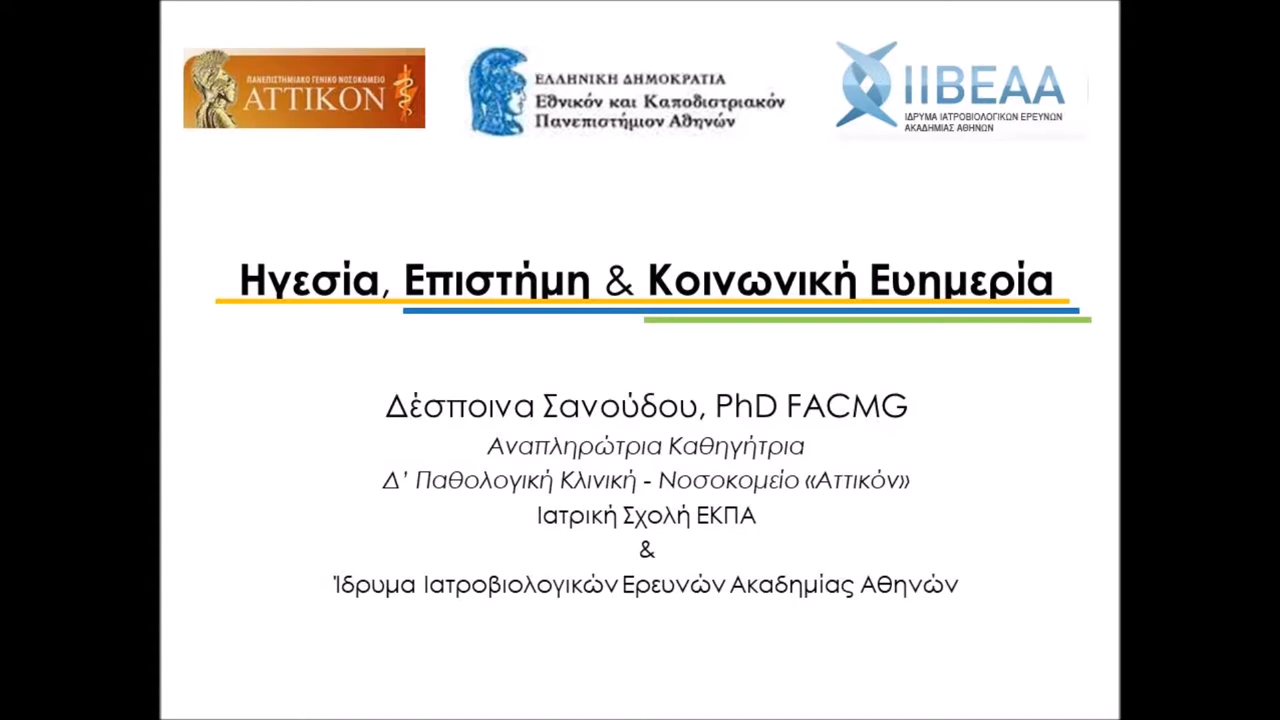 ΠΑΝΕΠΙΣΤΗΜΙΑΚΟ ΓΕΝΙΚΟ ΝΟΣΟΚΟΜΕΙΟ
ΑΤΤΙΚΟΝ
ΕΛΛΗΝΙΚΗ ΔΗΜΟΚΡΑΤΙΑ
Εθνικόν και Καποδιστριακόν
Πανεπιστήμιον Αθηνών
ΙΙΒΕΑΑ
ΙΔΡΥΜΑ ΙΑΤΡΟΒΙΟΛΟΓΙΚΩΝ ΕΡΕΥΝΩΝ
ΑΚΑΔΗΜΙΑΣ ΑΘΗΝΩΝ
Ηγεσία, Επιστήμη & Κοινωνική Ευημερία
Δέσποινα Σανούδου, PhD FACMG
Αναπληρώτρια Καθηγήτρια
Δ’ Παθολογική Κλινική - Νοσοκομείο «Αττικόν»
Ιατρική Σχολή ΕΚΠΑ
&
Ίδρυμα Ιατροβιολογικών Ερευνών Ακαδημίας Αθηνών